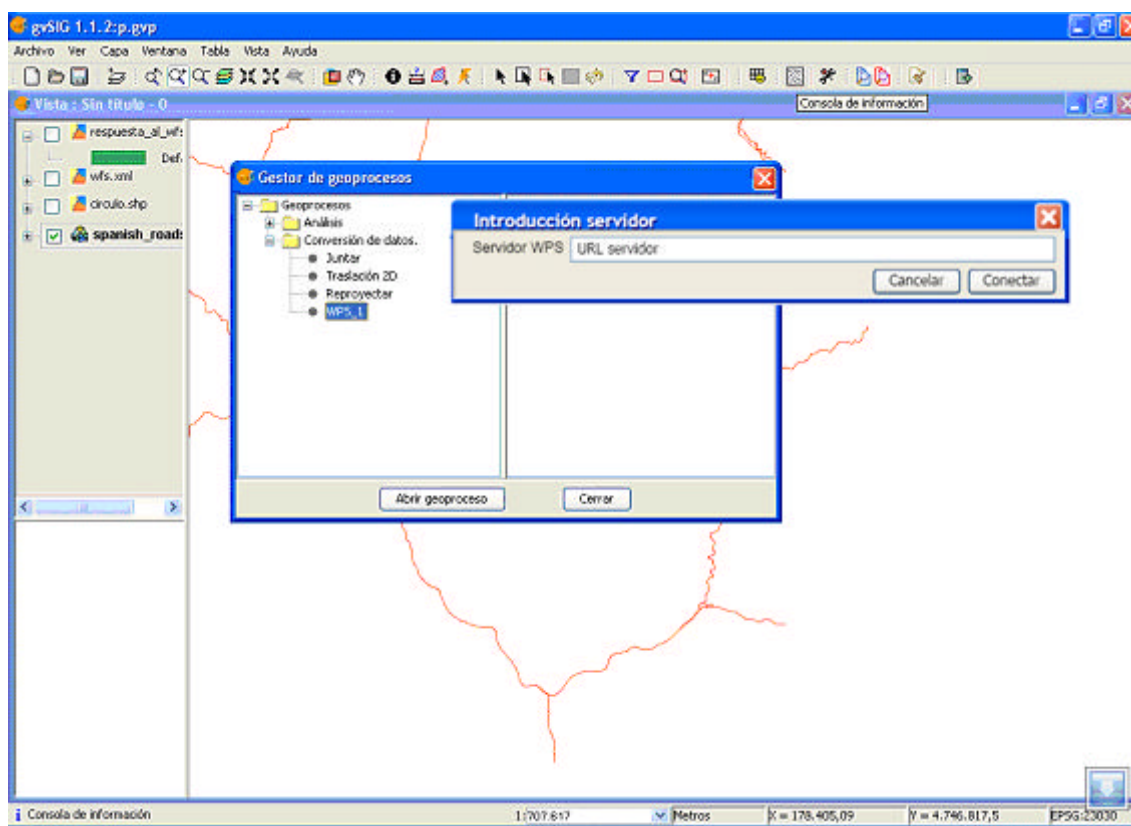 gvSIG 1.1.2:p.gvp
Archivo Ver Capa Ventana Tabla Vista Ayuda
Vista : Sin título - 0
Consola de información
respuesta_al_wfs
Def.
wfs.xml
circulo.shp
spanish_roads
Gestor de geoprocesos
Geoprocesos
Análisis
Conversión de datos.
Juntar
Traslación 2D
Reproyectar
WPS_1
Introducción servidor
Servidor WPS URL servidor
Cancelar Conectar
Abrir geoproceso Cerrar
Consola de información 1:707.617 Metros X = 178.405,09 Y = 4.746.817,5 EPSG:23030